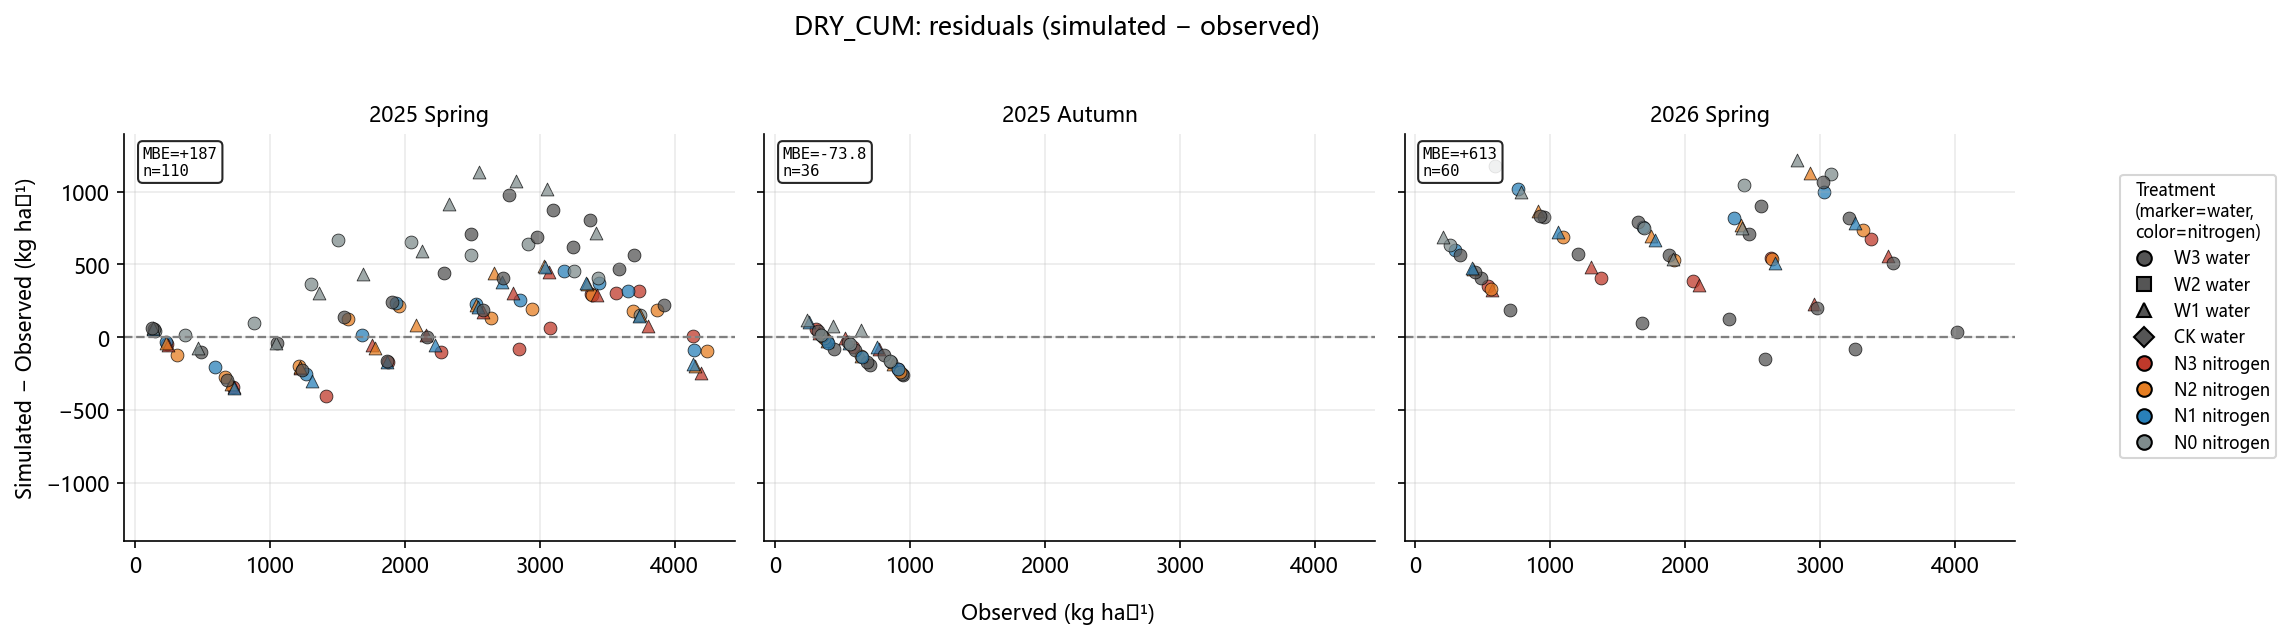 DRY_CUM: residuals (simulated − observed)
2025 Spring
2025 Autumn
2026 Spring
MBE=+187
n=110
MBE=-73.8
n=36
MBE=+613
n=60
Simulated − Observed (kg ha□¹)
1000
500
0
−500
−1000
0 1000 2000 3000 4000
0 1000 2000 3000 4000
0 1000 2000 3000 4000
Observed (kg ha□¹)
Treatment
(marker=water,
color=nitrogen)
W3 water
W2 water
W1 water
CK water
N3 nitrogen
N2 nitrogen
N1 nitrogen
N0 nitrogen